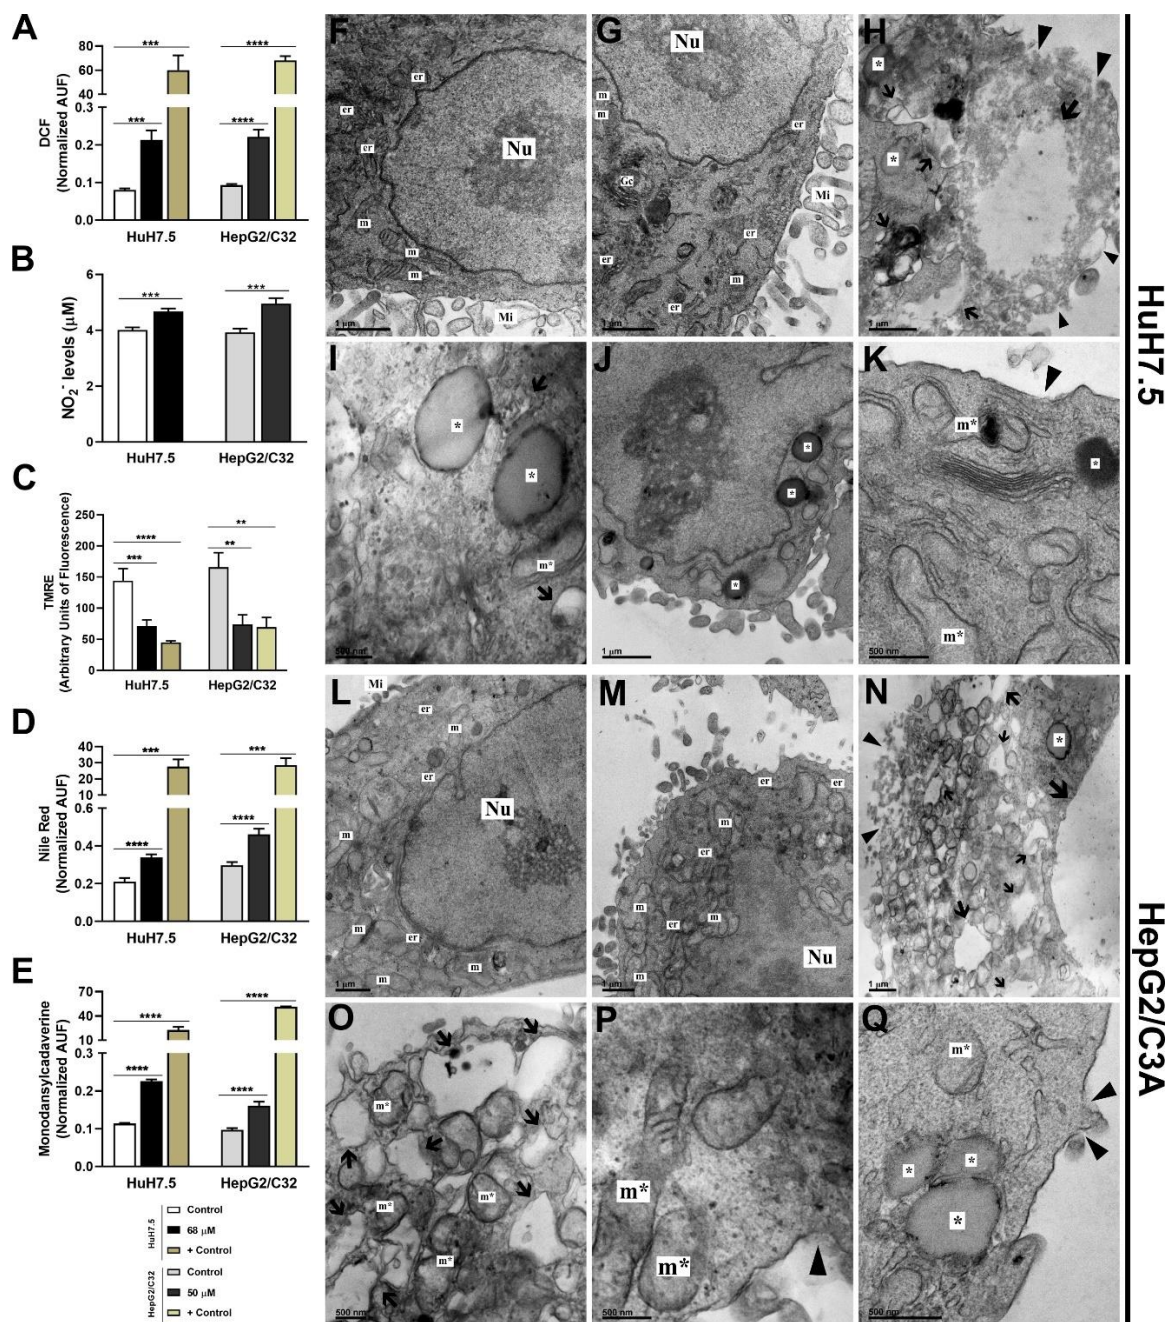 A
DCF
(Normalized AUF)
80
60
40
0.3
0.2
0.1
0.0
***
****
***
****
HuH7.5
HepG2/C32
B
NO₂⁻ levels (μM)
6
4
2
0
***
***
HuH7.5
HepG2/C32
C
TMRE
(Arbitrary Units of Fluorescence)
250
200
150
100
50
0
****
***
**
**
HuH7.5
HepG2/C32
D
Nile Red
(Normalized AUF)
40
30
20
10
0.6
0.4
0.2
0.0
***
***
****
****
HuH7.5
HepG2/C32
E
Monodansylcadaverine
(Normalized AUF)
70
40
10
0.3
0.2
0.1
0.0
****
****
****
****
HuH7.5
HepG2/C32
HuH7.5
Control
68 μM
+ Control
HepG2/C32
Control
50 μM
+ Control
F
er
er
er
Nu
m
m
m
Mi
1 μm
G
Nu
m
m
er
Gc
Mi
er
er
m
er
1 μm
H
*
*
1 μm
I
*
*
m*
500 nm
J
*
*
*
1 μm
K
m*
*
m*
500 nm
HuH7.5
L
Mi
er
m
er
Nu
m
m
er
m
m
1 μm
M
er
er
m
er
m
m
er
m
Nu
1 μm
N
*
1 μm
O
m*
m*
m*
m*
500 nm
P
m*
m*
500 nm
Q
m*
*
*
*
500 nm
HepG2/C3A